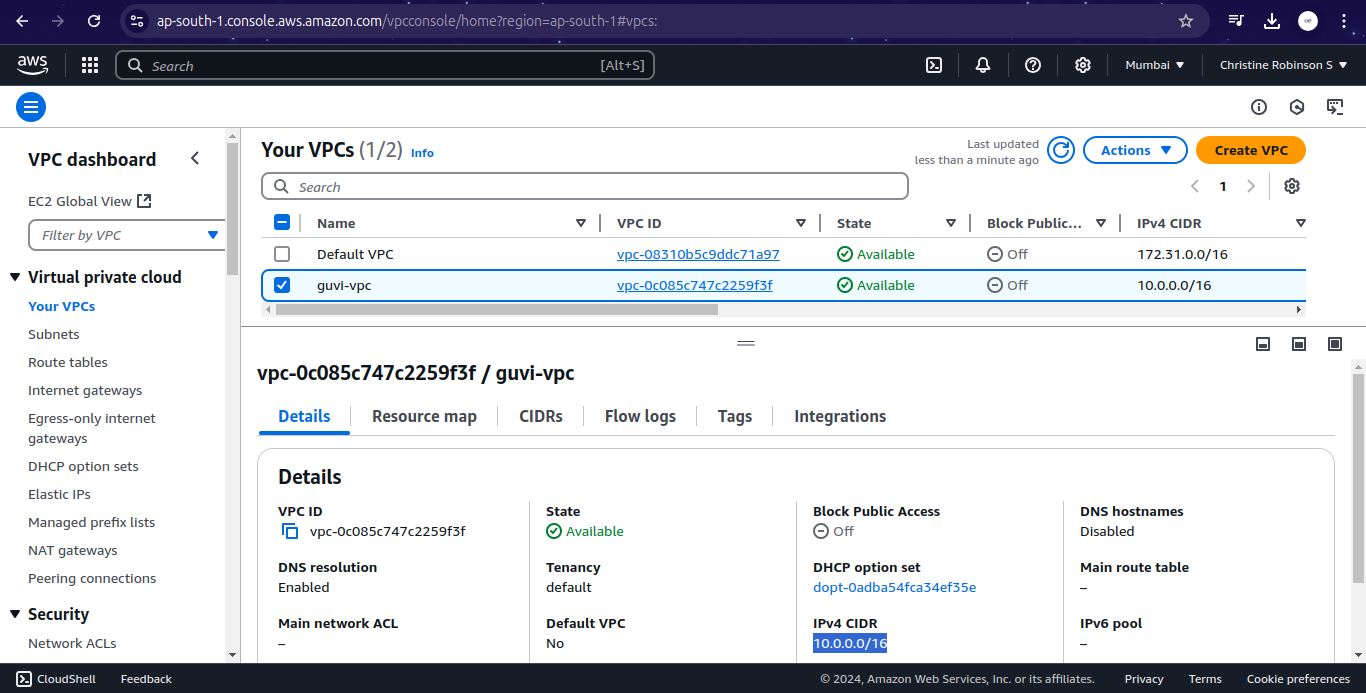 ap-south-1.console.aws.amazon.com/vpcconsole/home?region=ap-south-1#vpcs:
aws
Search
[Alt+S]
Mumbai
Christine Robinson S
VPC dashboard
EC2 Global View
Filter by VPC
Virtual private cloud
Your VPCs
Subnets
Route tables
Internet gateways
Egress-only internet
gateways
DHCP option sets
Elastic IPs
Managed prefix lists
NAT gateways
Peering connections
Security
Network ACLs
Your VPCs (1/2) Info
Last updated
less than a minute ago
Actions
Create VPC
Search
1
Name VPC ID State Block Public... IPv4 CIDR
Default VPC vpc-08310b5c9ddc71a97 Available Off 172.31.0.0/16
guvi-vpc vpc-0c085c747c2259f3f Available Off 10.0.0.0/16
vpc-0c085c747c2259f3f / guvi-vpc
Details Resource map CIDRs Flow logs Tags Integrations
Details
VPC ID
vpc-0c085c747c2259f3f
State
Available
Block Public Access
Off
DNS hostnames
Disabled
DNS resolution
Enabled
Tenancy
default
DHCP option set
dopt-0adba54fca34ef35e
Main route table
–
Main network ACL
–
Default VPC
No
IPv4 CIDR
10.0.0.0/16
IPv6 pool
–
CloudShell Feedback © 2024, Amazon Web Services, Inc. or its affiliates. Privacy Terms Cookie preferences